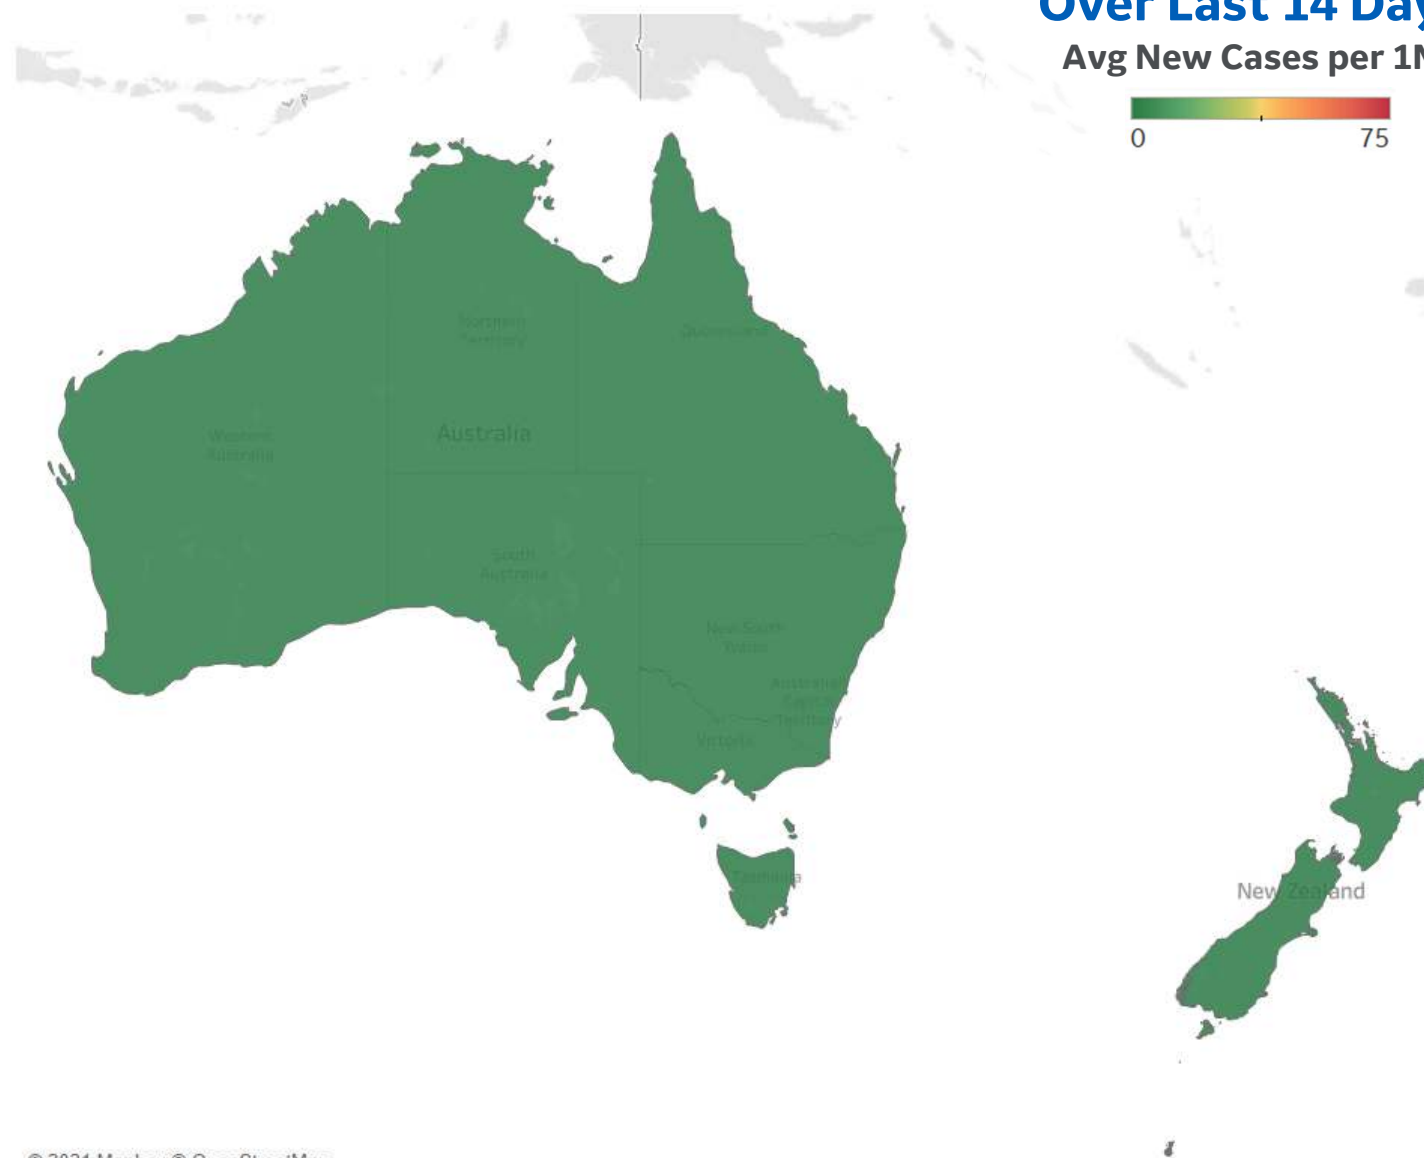 Over Last 14 Day
Avg New Cases per 1M
0 75
Northern
Territory
Queensland
Western
Australia
Australia
South
Australia
New South
Wales
Australian
Capital
Territory
Victoria
Tasmania
New Zealand